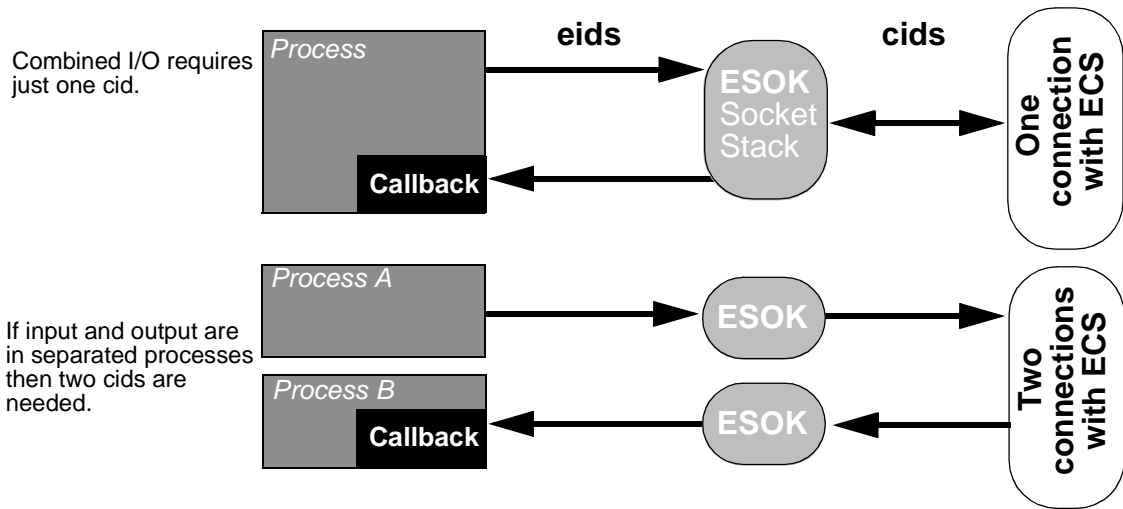 Combined I/O requires
just one cid.
Process
Callback
eids
cids
ESOK
Socket
Stack
One
connection
with ECS
If input and output are
in separated processes
then two cids are
needed.
Process A
ESOK
Process B
Callback
ESOK
Two
connections
with ECS